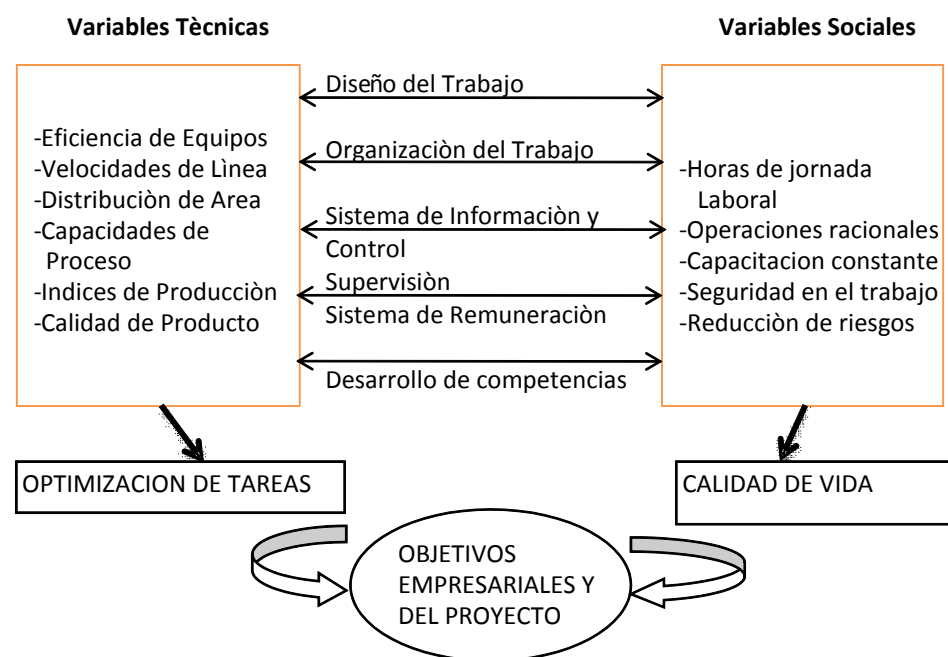 Variables Tècnicas
Variables Sociales
-Eficiencia de Equipos
-Velocidades de Lìnea
-Distribuciòn de Area
-Capacidades de
Proceso
-Indices de Producciòn
-Calidad de Producto
Diseño del Trabajo
Organizaciòn del Trabajo
Sistema de Informaciòn y
Control
Supervisiòn
Sistema de Remuneraciòn
Desarrollo de competencias
-Horas de jornada
Laboral
-Operaciones racionales
-Capacitacion constante
-Seguridad en el trabajo
-Reducciòn de riesgos
OPTIMIZACION DE TAREAS
CALIDAD DE VIDA
OBJETIVOS
EMPRESARIALES Y
DEL PROYECTO